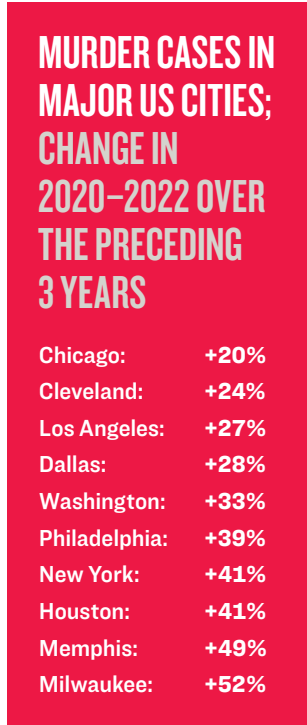 MURDER CASES IN
MAJOR US CITIES;
CHANGE IN
2020–2022 OVER
THE PRECEDING
3 YEARS
Chicago: +20%
Cleveland: +24%
Los Angeles: +27%
Dallas: +28%
Washington: +33%
Philadelphia: +39%
New York: +41%
Houston: +41%
Memphis: +49%
Milwaukee: +52%